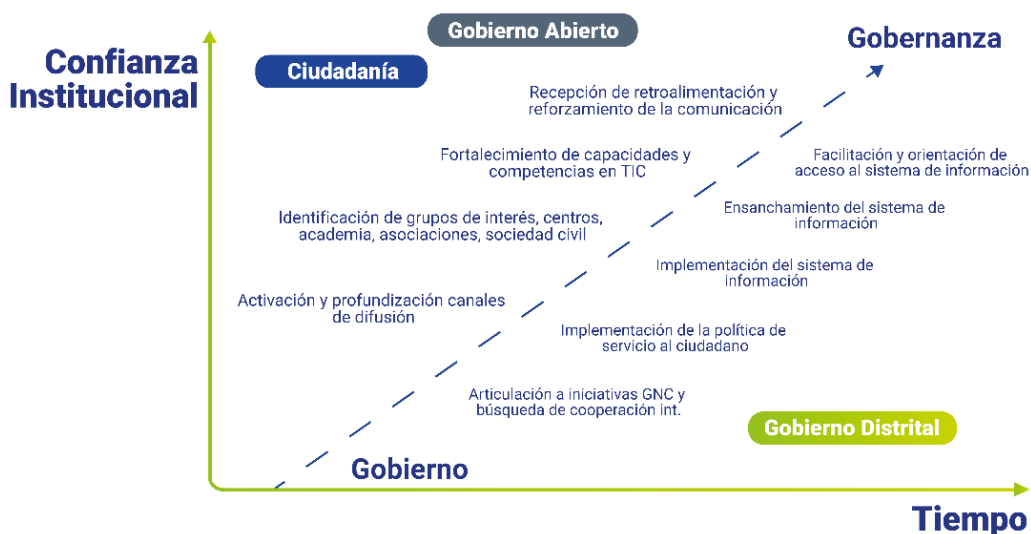 Gobierno Abierto
Gobernanza
Confianza
Institucional
Ciudadanía
Recepción de retroalimentación y
reforzamiento de la comunicación
Fortalecimiento de capacidades y
competencias en TIC
Facilitación y orientación de
acceso al sistema de información
Identificación de grupos de interés, centros,
academia, asociaciones, sociedad civil
Ensanchamiento del sistema de
información
Implementación del sistema de
información
Activación y profundización canales
de difusión
Implementación de la política de
servicio al ciudadano
Articulación a iniciativas GNC y
búsqueda de cooperación int.
Gobierno Distrital
Gobierno
Tiempo